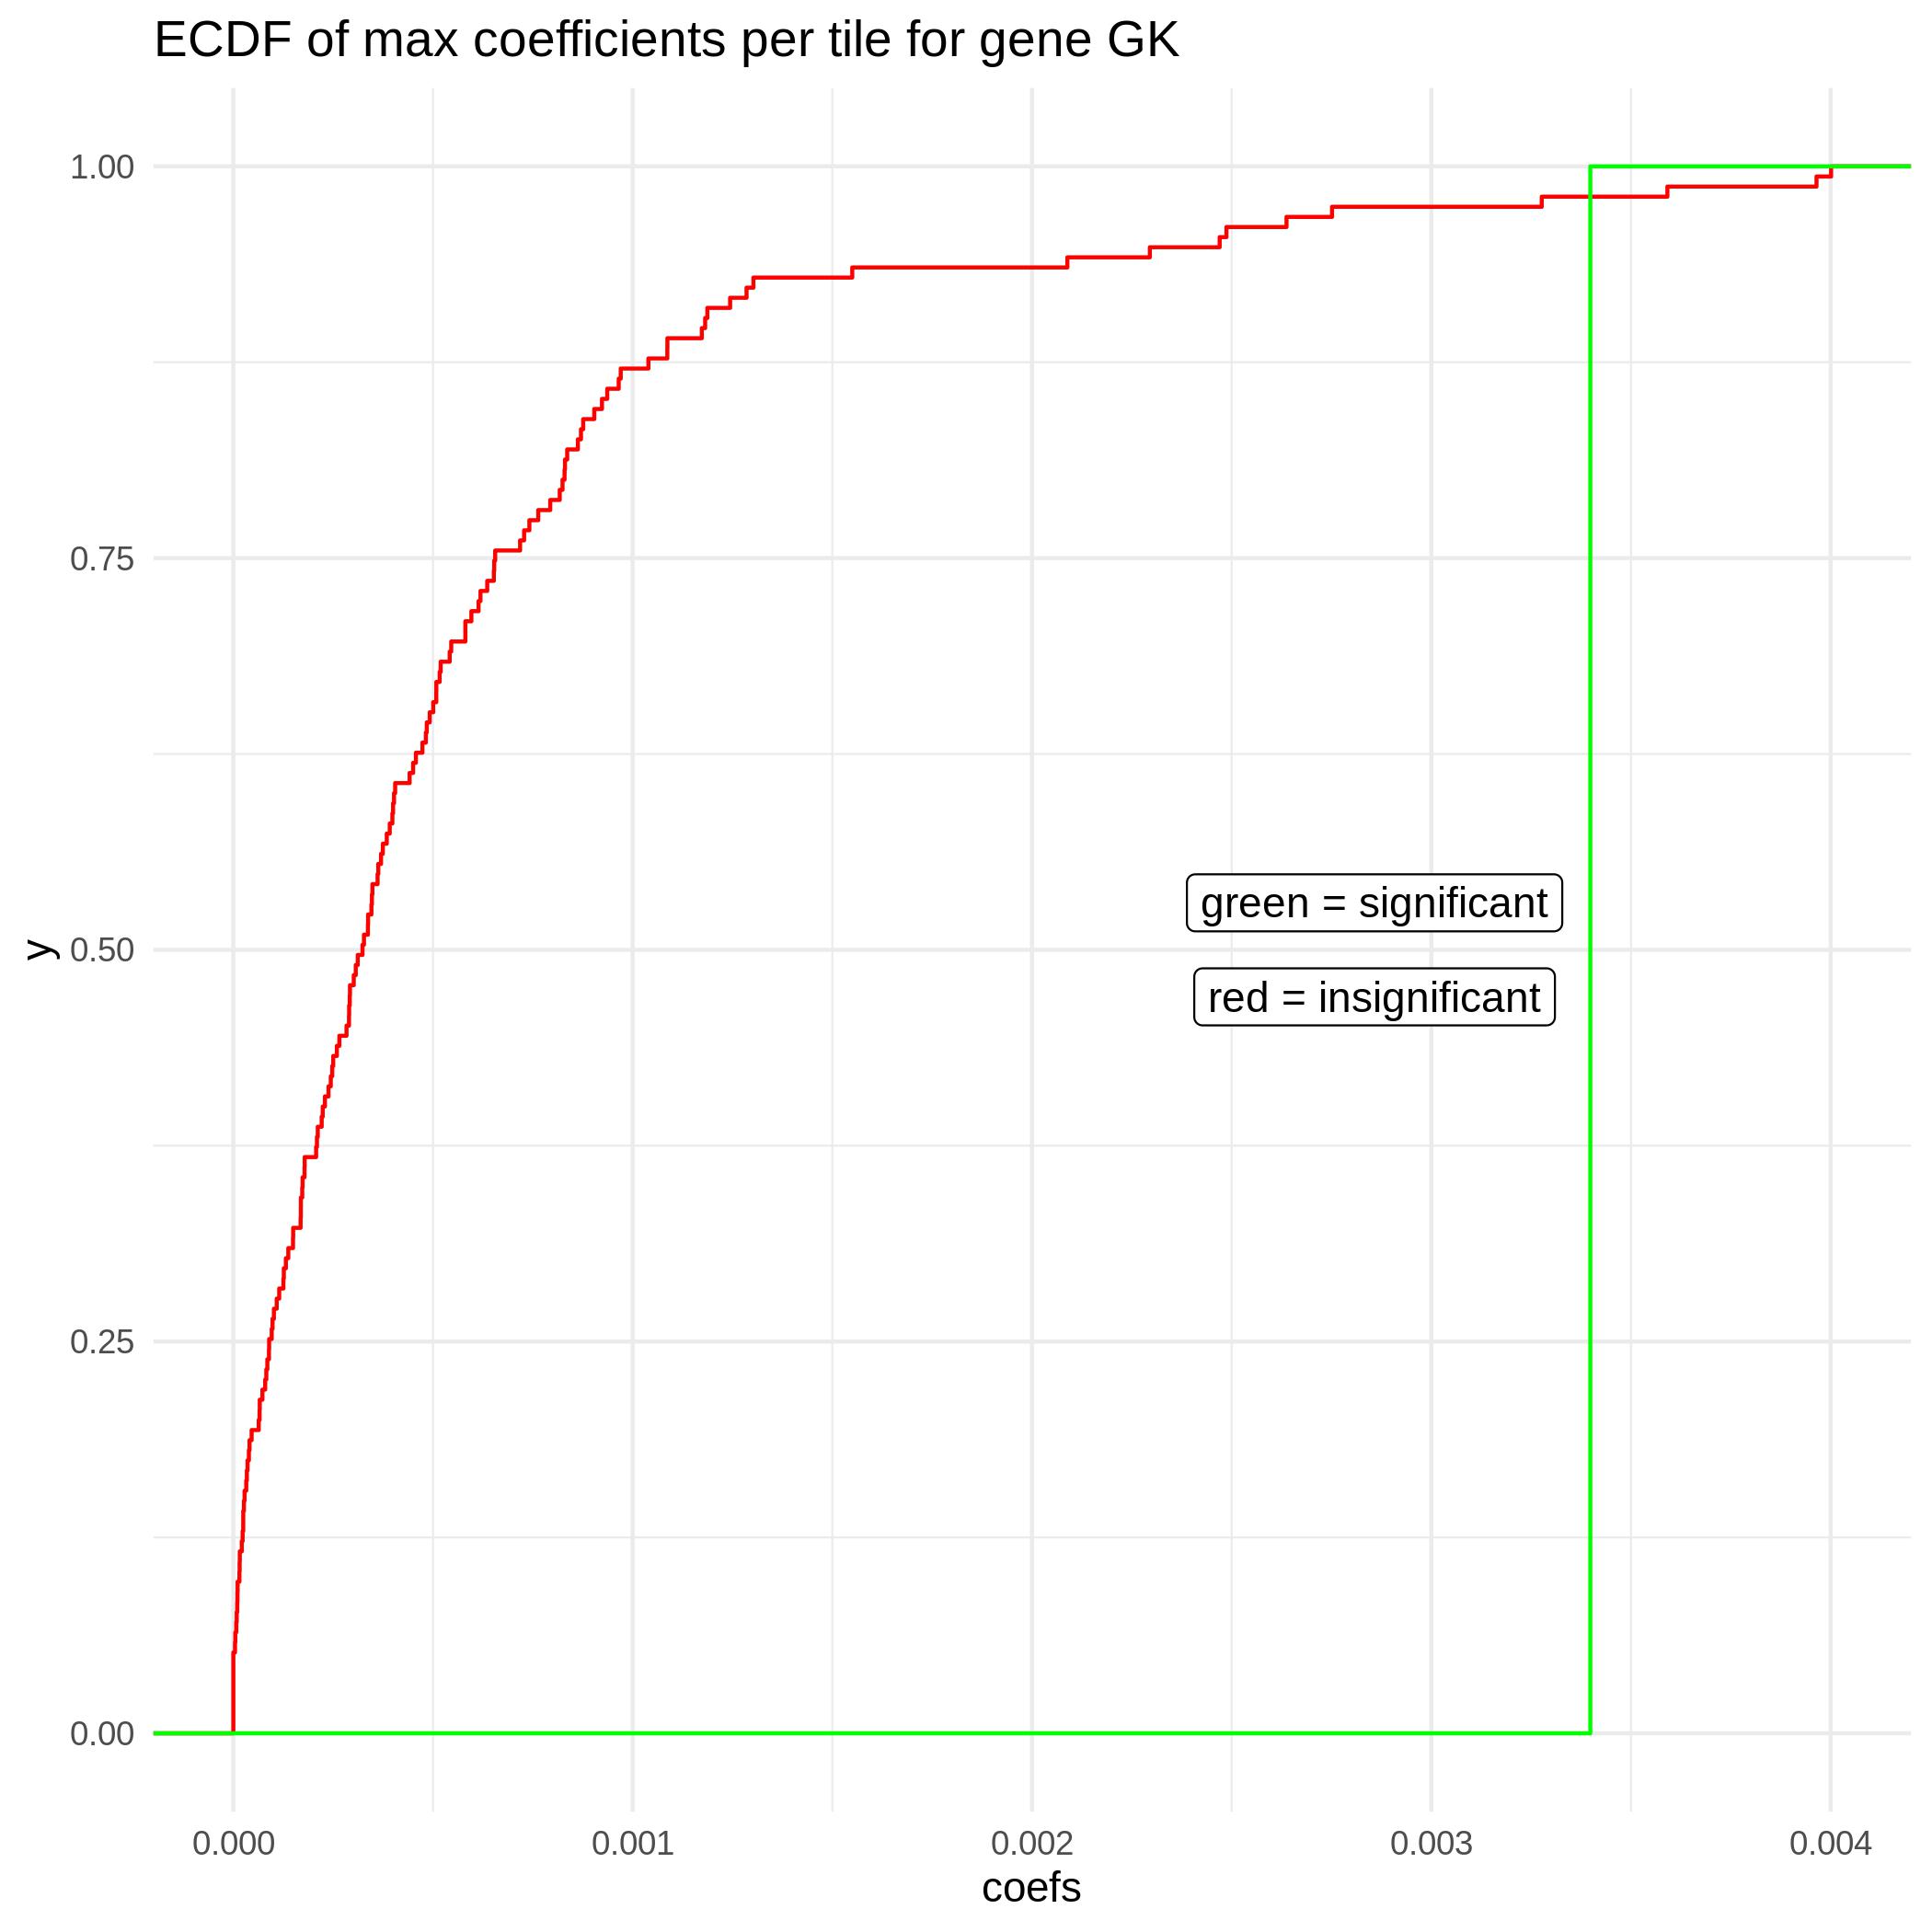 ECDF of max coefficients per tile for gene GK
y
1.00
0.75
0.50
0.25
0.00
green = significant
red = insignificant
0.000 0.001 0.002 0.003 0.004
coefs